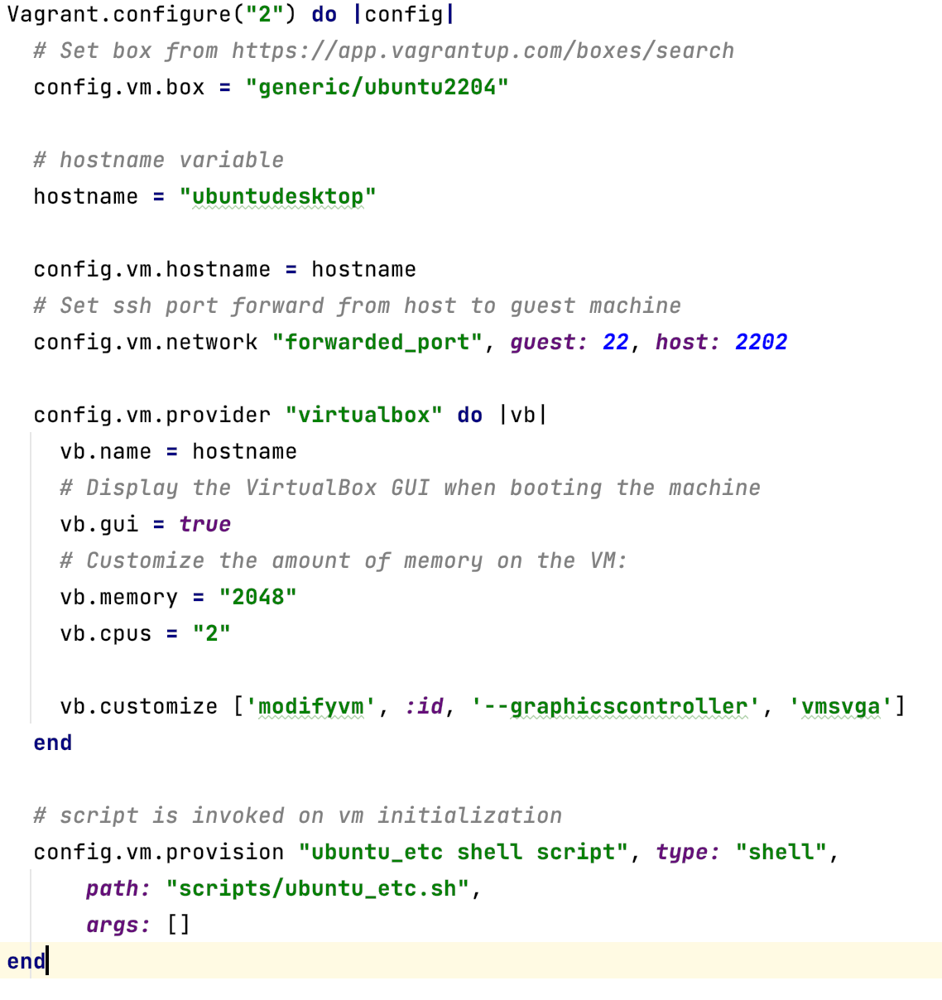 Vagrant.configure("2") do |config|
  # Set box from https://app.vagrantup.com/boxes/search
  config.vm.box = "generic/ubuntu2204"

  # hostname variable
  hostname = "ubuntudesktop"

  config.vm.hostname = hostname
  # Set ssh port forward from host to guest machine
  config.vm.network "forwarded_port", guest: 22, host: 2202

  config.vm.provider "virtualbox" do |vb|
    vb.name = hostname
    # Display the VirtualBox GUI when booting the machine
    vb.gui = true
    # Customize the amount of memory on the VM:
    vb.memory = "2048"
    vb.cpus = "2"

    vb.customize ['modifyvm', :id, '--graphicscontroller', 'vmsvga']
  end

  # script is invoked on vm initialization
  config.vm.provision "ubuntu_etc shell script", type: "shell",
      path: "scripts/ubuntu_etc.sh",
      args: []
end